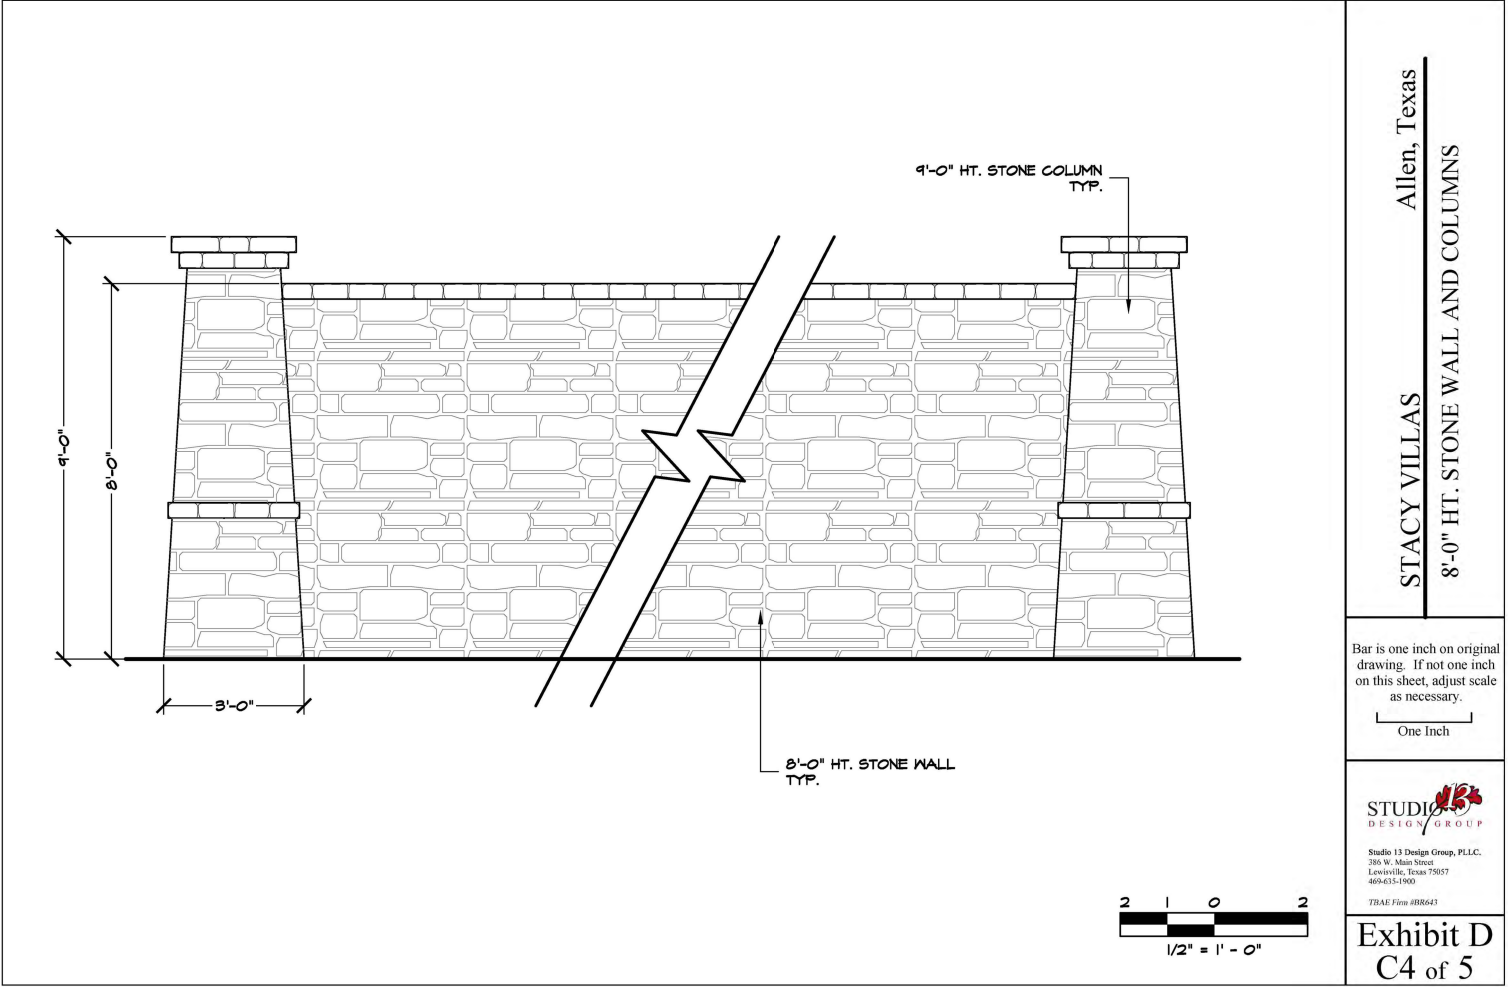 9'-0" HT. STONE COLUMN
TYP.
9'-0"
8'-0"
3'-0"
8'-0" HT. STONE WALL
TYP.
2 1 0 2
1/2" = 1' - 0"
STACY VILLAS Allen, Texas
8'-0" HT. STONE WALL AND COLUMNS
Bar is one inch on original
drawing. If not one inch
on this sheet, adjust scale
as necessary.
One Inch
STUDIO 13
DESIGN GROUP
Studio 13 Design Group, PLLC.
386 W. Main Street
Lewisville, Texas 75057
469-635-1900
TBAE Firm #BR643
Exhibit D
C4 of 5